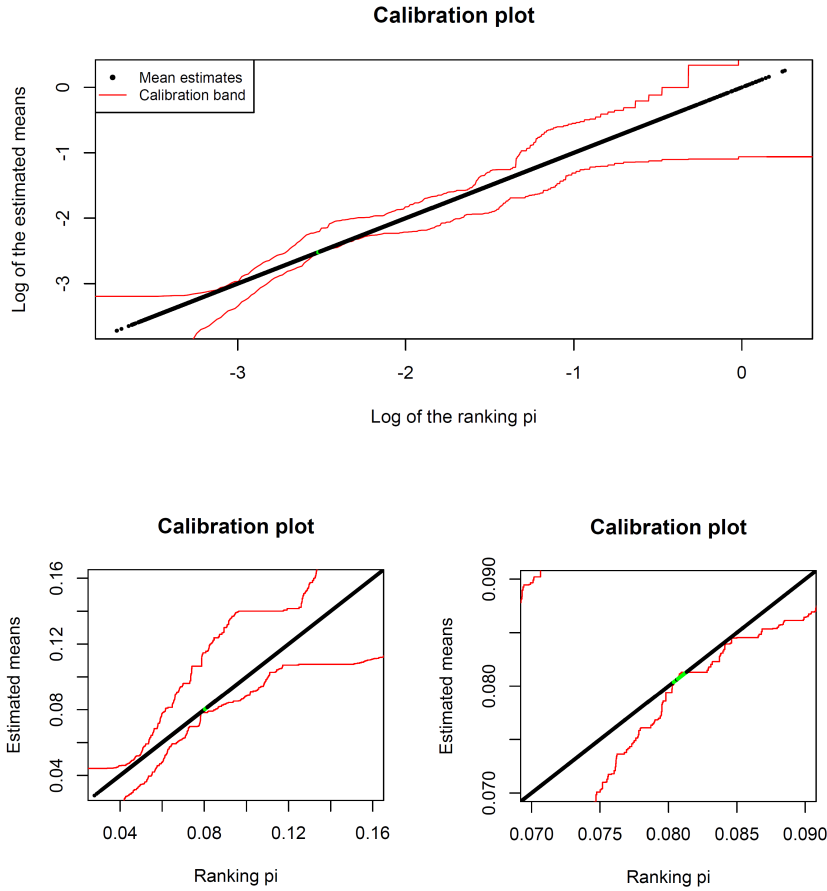 Calibration plot
Log of the estimated means
0
-1
-2
-3
Mean estimates
Calibration band
-3
-2
-1
0
Log of the ranking pi
Calibration plot
Estimated means
0.16
0.12
0.08
0.04
0.04
0.08
0.12
0.16
Ranking pi
Calibration plot
Estimated means
0.090
0.080
0.070
0.070
0.075
0.080
0.085
0.090
Ranking pi